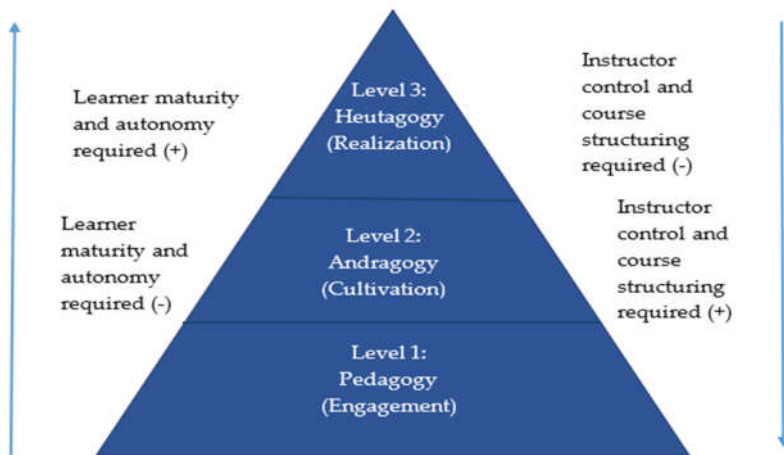 Learner maturity
and autonomy
required (+)
Learner
maturity and
autonomy
required (-)
Level 3:
Heutagogy
(Realization)
Level 2:
Andragogy
(Cultivation)
Level 1:
Pedagogy
(Engagement)
Instructor
control and
course
structuring
required (-)
Instructor
control and
course
structuring
required (+)